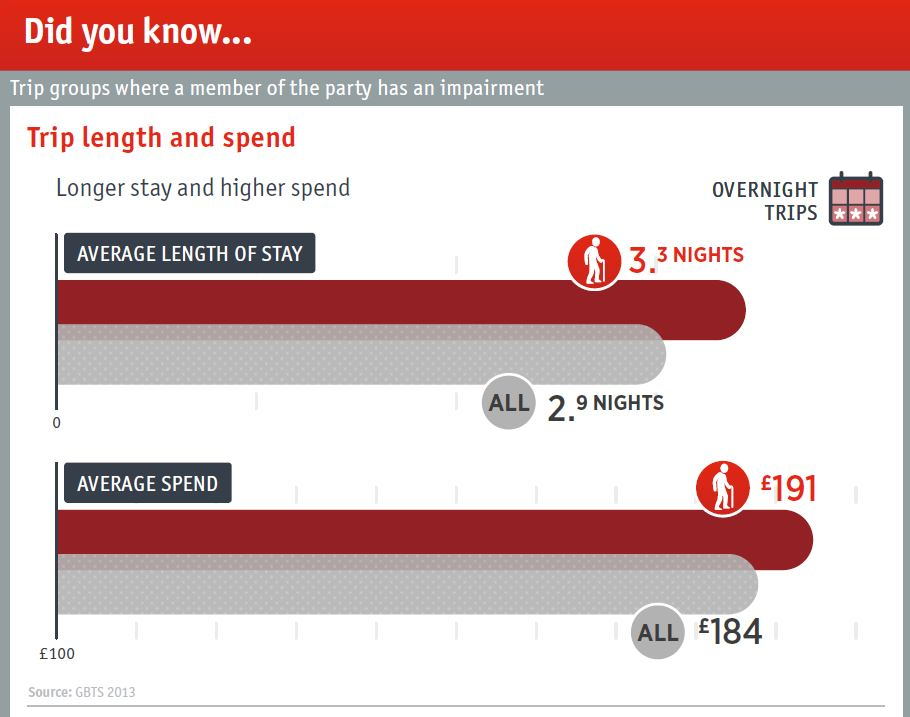 Did you know...
Trip groups where a member of the party has an impairment
Trip length and spend
Longer stay and higher spend
OVERNIGHT
TRIPS
AVERAGE LENGTH OF STAY
3.3 NIGHTS
ALL
2.9 NIGHTS
0
AVERAGE SPEND
£191
ALL
£184
£100
Source: GBTS 2013